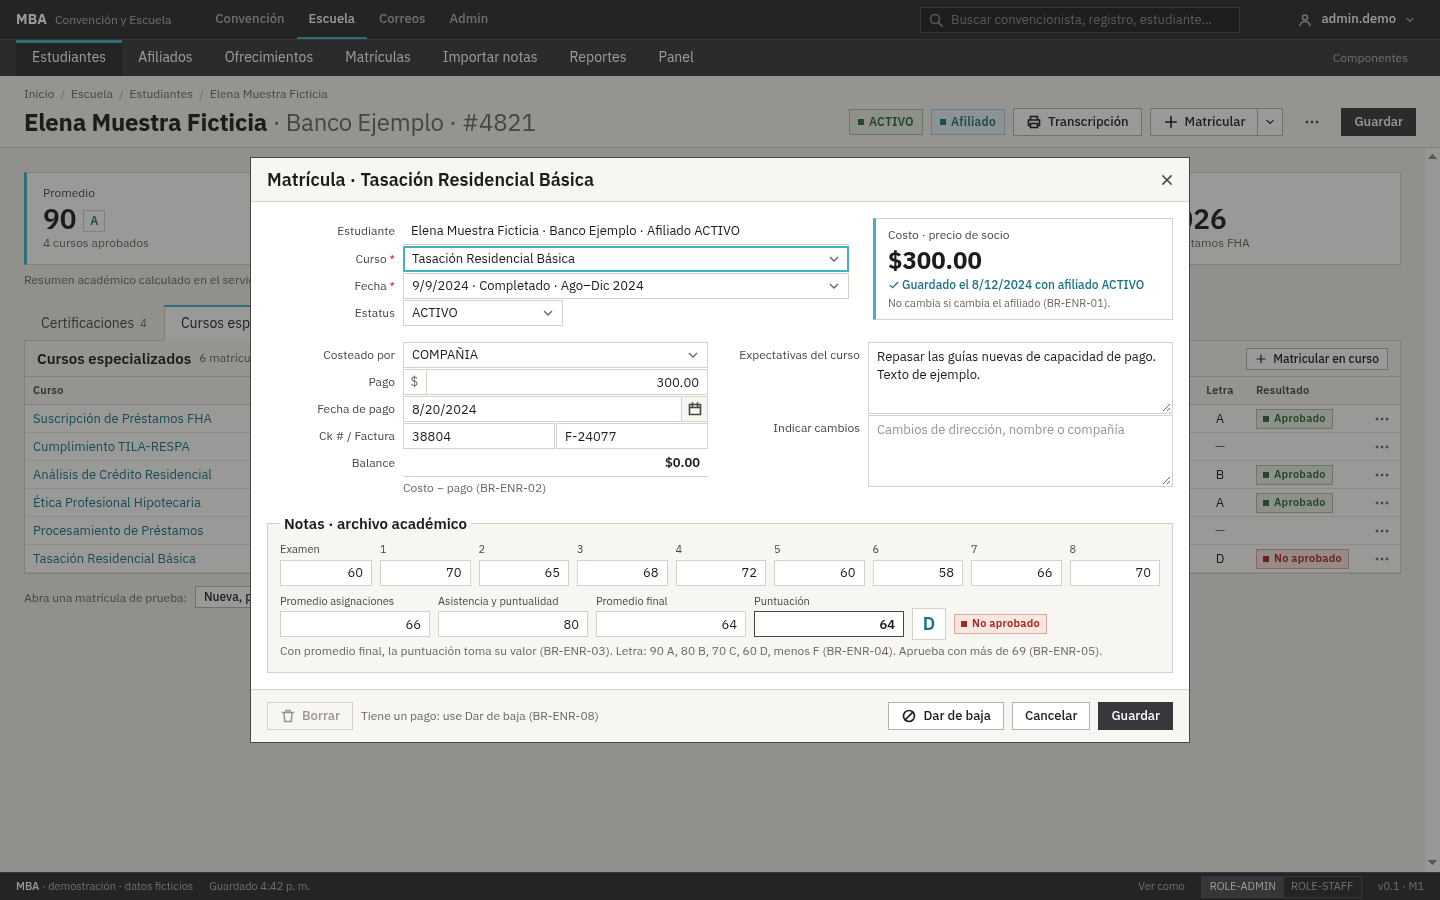 MBA Convención y Escuela Convención Escuela Correos Admin Buscar convencionista, registro, estudiante... admin.demo
Estudiantes Afiliados Ofrecimientos Matrículas Importar notas Reportes Panel Componentes
Inicio / Escuela / Estudiantes / Elena Muestra Ficticia
Elena Muestra Ficticia · Banco Ejemplo · #4821 ACTIVO Afiliado Transcripción Matricular ··· Guardar
Matrícula · Tasación Residencial Básica
Promedio
90 A
4 cursos aprobados
Resumen académico calculado en el
Certificaciones 4 Cursos
Cursos especializados 6
Matricular en curso
Curso Letra Resultado
Suscripción de Préstamos FHA A Aprobado
Cumplimiento TILA-RESPA —
Análisis de Crédito Residencial B Aprobado
Ética Profesional Hipotecaria A Aprobado
Procesamiento de Préstamos —
Tasación Residencial Básica D No aprobado
Abra una matrícula de prueba: Nueva,
FHA
Estudiante Elena Muestra Ficticia · Banco Ejemplo · Afiliado ACTIVO
Curso * Tasación Residencial Básica
Fecha * 9/9/2024 · Completado · Ago–Dic 2024
Estatus ACTIVO
Costo · precio de socio
$300.00
Guardado el 8/12/2024 con afiliado ACTIVO
No cambia si cambia el afiliado (BR-ENR-01).
Costeado por COMPAÑIA
Pago $ 300.00
Fecha de pago 8/20/2024
Ck # / Factura 38804 F-24077
Balance $0.00
Costo – pago (BR-ENR-02)
Expectativas del curso Repasar las guías nuevas de capacidad de pago.
Texto de ejemplo.
Indicar cambios Cambios de dirección, nombre o compañía
Notas · archivo académico
Examen 1 2 3 4 5 6 7 8
60 70 65 68 72 60 58 66 70
Promedio asignaciones Asistencia y puntualidad Promedio final Puntuación
66 80 64 64 D No aprobado
Con promedio final, la puntuación toma su valor (BR-ENR-03). Letra: 90 A, 80 B, 70 C, 60 D, menos F (BR-ENR-04). Aprueba con más de 69 (BR-ENR-05).
Borrar Tiene un pago: use Dar de baja (BR-ENR-08) Dar de baja Cancelar Guardar
MBA · demostración · datos ficticios Guardado 4:42 p. m. Ver como ROLE-ADMIN ROLE-STAFF v0.1 · M1